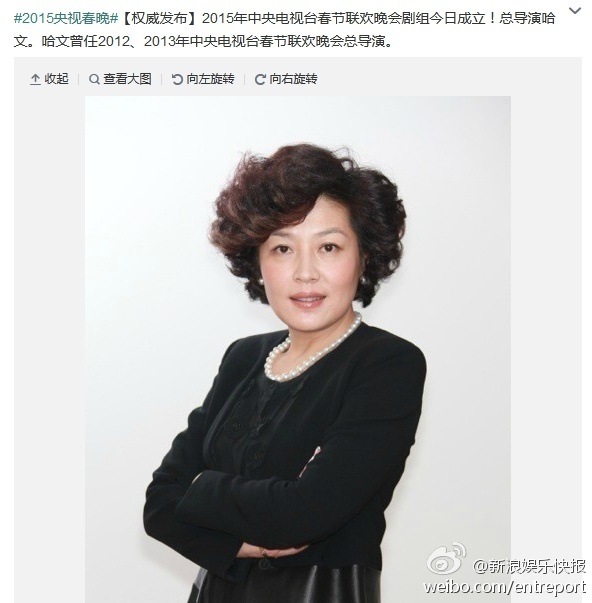 #2015央视春晚#【权威发布】2015年中央电视台春节联欢晚会剧组今日成立！总导演哈
文。哈文曾任2012、2013年中央电视台春节联欢晚会总导演。
收起 查看大图 向左旋转 向右旋转
@新浪娱乐快报
weibo.com/entreport